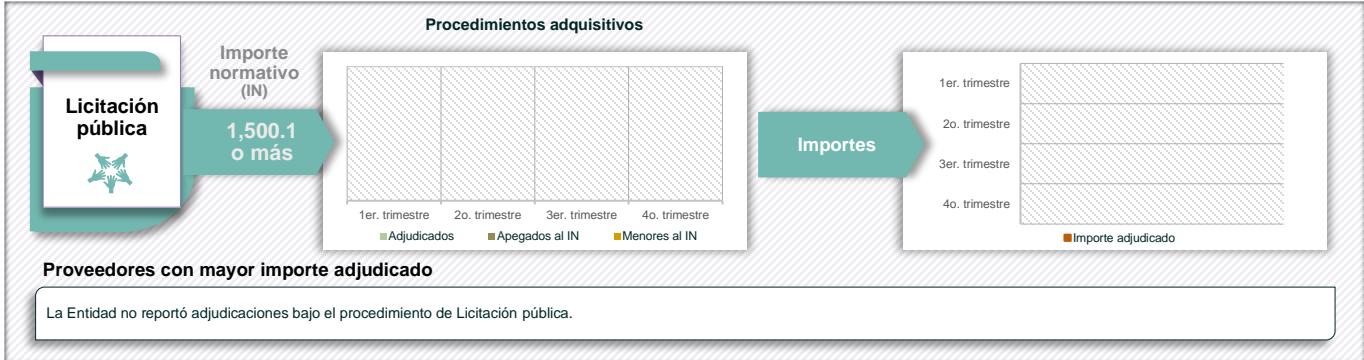 Procedimientos adquisitivos
Licitación
pública
Importe
normativo
(IN)
1,500.1
o más
1er. trimestre 2o. trimestre 3er. trimestre 4o. trimestre
Adjudicados Apegados al IN Menores al IN
Importes
1er. trimestre
2o. trimestre
3er. trimestre
4o. trimestre
Importe adjudicado
Proveedores con mayor importe adjudicado
La Entidad no reportó adjudicaciones bajo el procedimiento de Licitación pública.